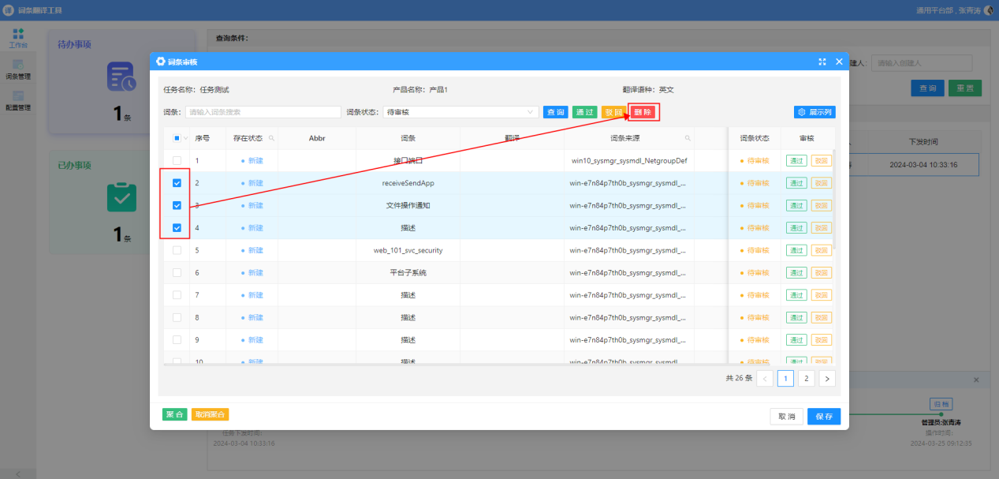 译 词条翻译工具
通用平台部 , 张青涛
工作台
词条管理
配置管理
待办事项
1条
已办事项
1条
查询条件:
建人:
请输入创建人
查 询
重 置
下发时间
2024-03-04 10:33:16
词条审核
任务名称: 任务测试
产品名称: 产品1
翻译语种: 英文
词条: 请输入词条搜索
词条状态: 待审核
查 询
通 过
驳 回
删 除
展示列
序号 存在状态 Abbr 词条 翻译 词条来源 词条状态 审核
1 新建 接口端口 win10_sysmgr_sysmdl_NetgroupDef 待审核 通过 驳回
2 新建 receiveSendApp win-e7n84p7th0b_sysmgr_sysmdl_... 待审核 通过 驳回
3 新建 文件操作通知 win-e7n84p7th0b_sysmgr_sysmdl_... 待审核 通过 驳回
4 新建 描述 win-e7n84p7th0b_sysmgr_sysmdl_... 待审核 通过 驳回
5 新建 web_101_svc_security win-e7n84p7th0b_sysmgr_sysmdl_... 待审核 通过 驳回
6 新建 平台子系统 win-e7n84p7th0b_sysmgr_sysmdl_... 待审核 通过 驳回
7 新建 描述 win-e7n84p7th0b_sysmgr_sysmdl_... 待审核 通过 驳回
8 新建 描述 win-e7n84p7th0b_sysmgr_sysmdl_... 待审核 通过 驳回
9 新建 描述 win-e7n84p7th0b_sysmgr_sysmdl_... 待审核 通过 驳回
10 新建 描述 win-e7n84p7th0b_sysmgr_sysmdl_... 待审核 通过 驳回
共 26 条 < 1 2 >
聚 合
取消聚合
取 消
保 存
归 档
管理员:张青涛
操作时间:
2024-03-25 09:12:35
任务下发时间:
2024-03-04 10:33:16